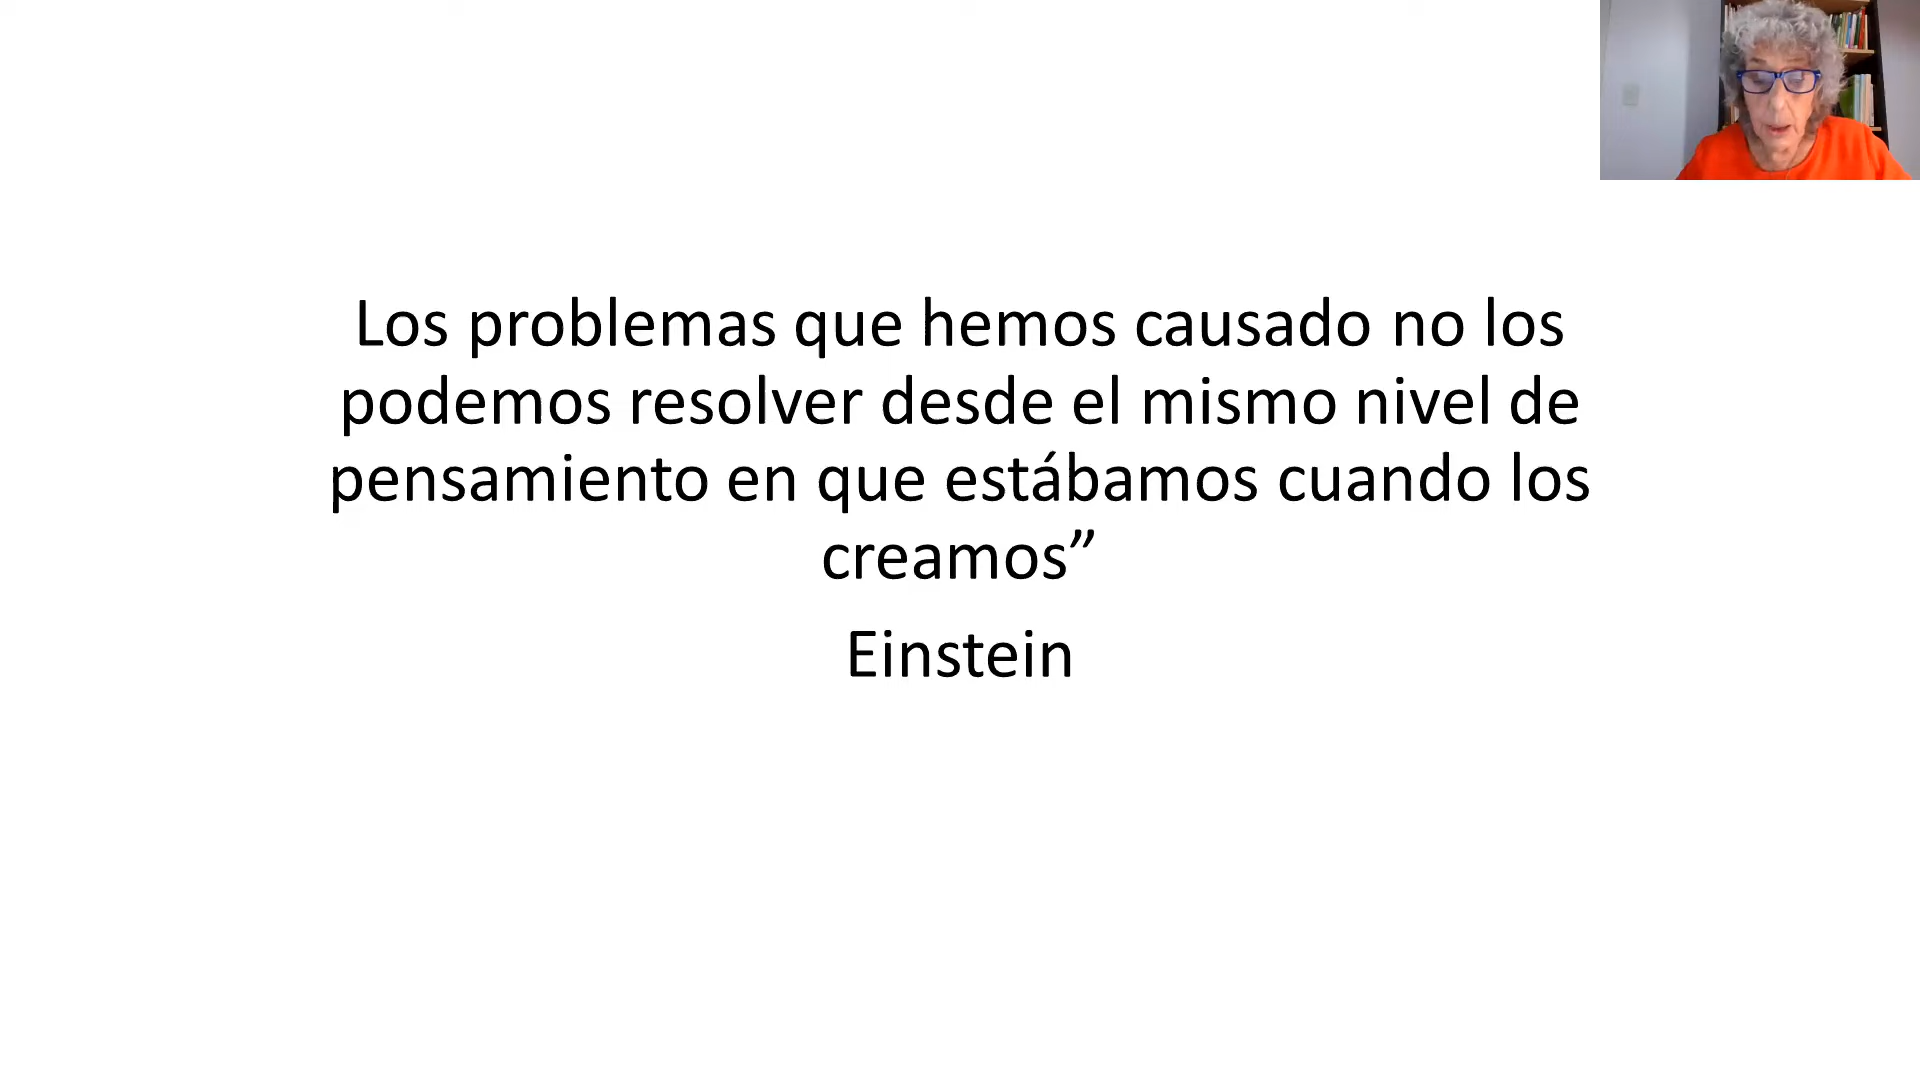 Los problemas que hemos causado no los
podemos resolver desde el mismo nivel de
pensamiento en que estábamos cuando los
creamos”
Einstein